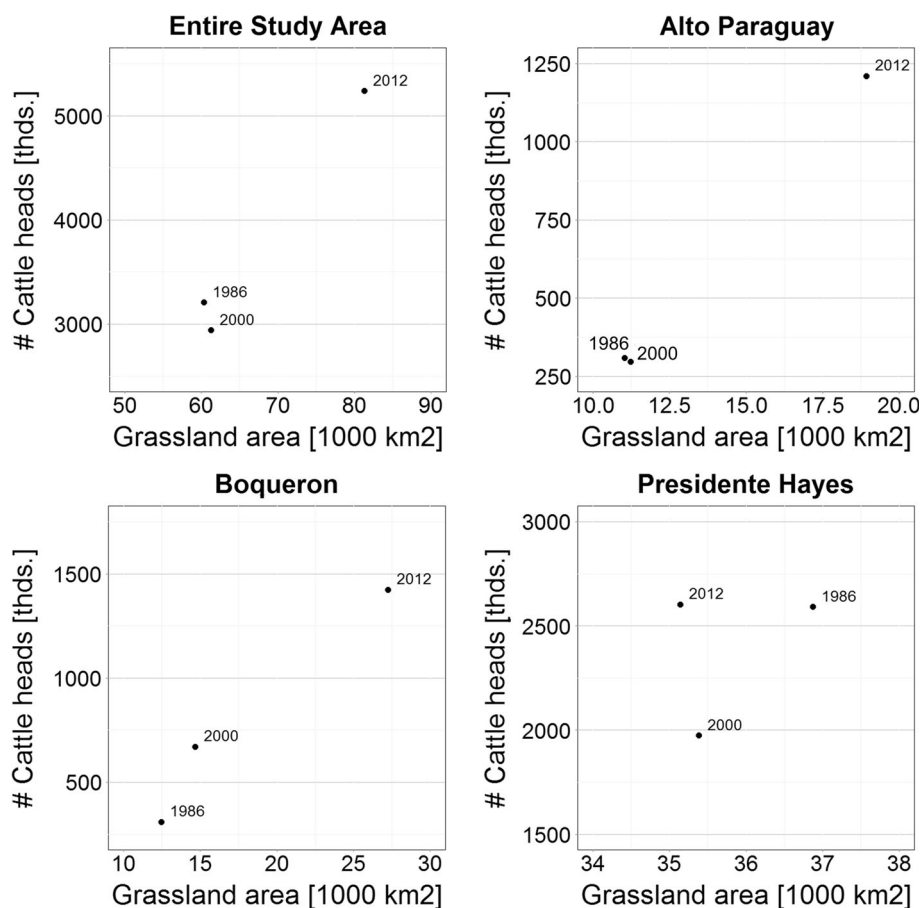 Entire Study Area
# Cattle heads [thds.]
5000
4000
3000
2012
1986
2000
50 60 70 80 90
Grassland area [1000 km2]
Alto Paraguay
# Cattle heads [thds.]
1250
1000
750
500
250
2012
1986
2000
10.0 12.5 15.0 17.5 20.0
Grassland area [1000 km2]
Boqueron
# Cattle heads [thds.]
1500
1000
500
2012
2000
1986
10 15 20 25 30
Grassland area [1000 km2]
Presidente Hayes
# Cattle heads [thds.]
3000
2500
2000
1500
2012
1986
2000
34 35 36 37 38
Grassland area [1000 km2]